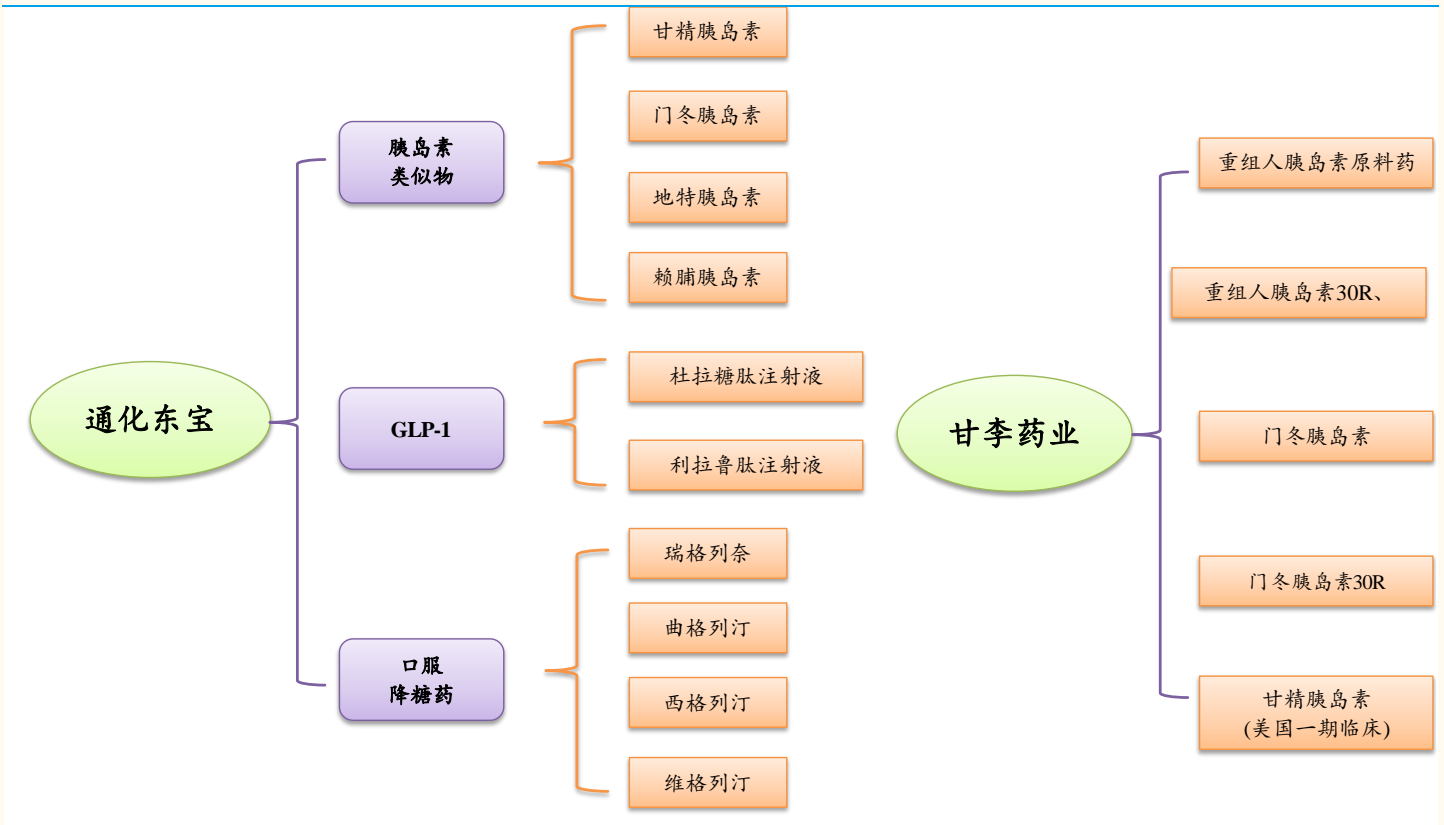 通化东宝
胰岛素
类似物
甘精胰岛素
门冬胰岛素
地特胰岛素
赖脯胰岛素
GLP-1
杜拉糖肽注射液
利拉鲁肽注射液
口服
降糖药
瑞格列奈
曲格列汀
西格列汀
维格列汀
甘李药业
重组人胰岛素原料药
重组人胰岛素30R、
门冬胰岛素
门冬胰岛素30R
甘精胰岛素
(美国一期临床)